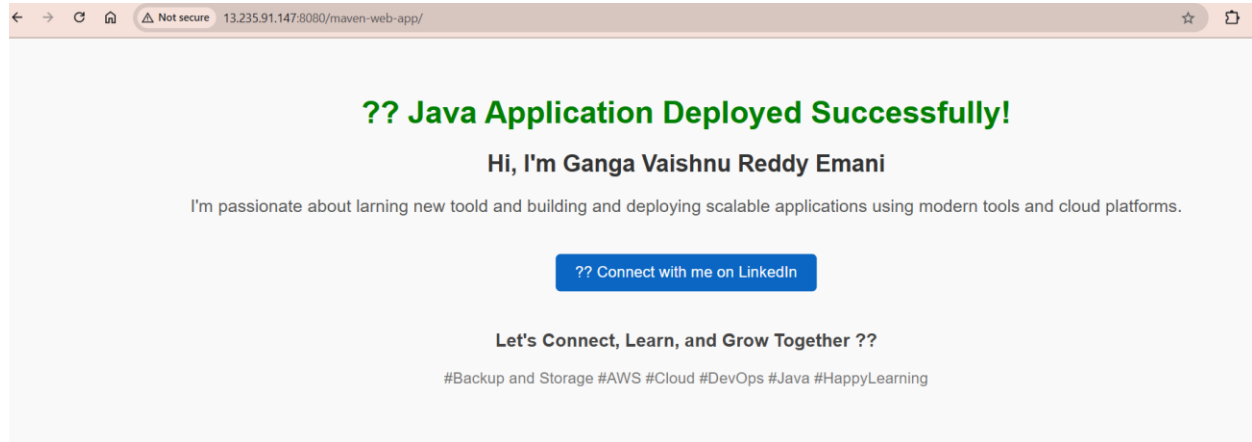 Not secure 13.235.91.147:8080/maven-web-app/
?? Java Application Deployed Successfully!
Hi, I'm Ganga Vaishnu Reddy Emani
I'm passionate about larning new toold and building and deploying scalable applications using modern tools and cloud platforms.
?? Connect with me on LinkedIn
Let's Connect, Learn, and Grow Together ??
#Backup and Storage #AWS #Cloud #DevOps #Java #HappyLearning